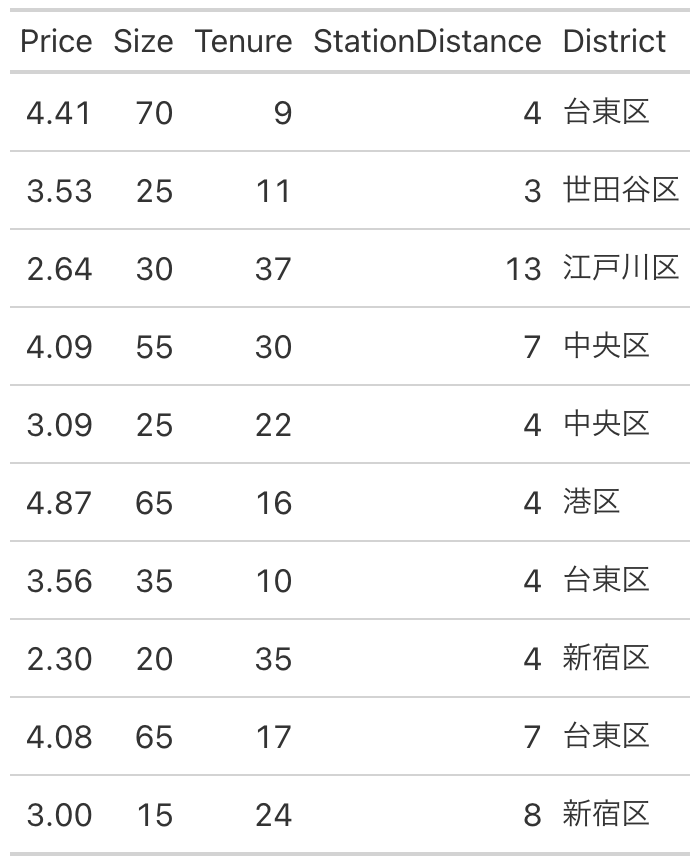 Price Size Tenure StationDistance District
4.41 70 9 4 台東区
3.53 25 11 3 世田谷区
2.64 30 37 13 江戸川区
4.09 55 30 7 中央区
3.09 25 22 4 中央区
4.87 65 16 4 港区
3.56 35 10 4 台東区
2.30 20 35 4 新宿区
4.08 65 17 7 台東区
3.00 15 24 8 新宿区